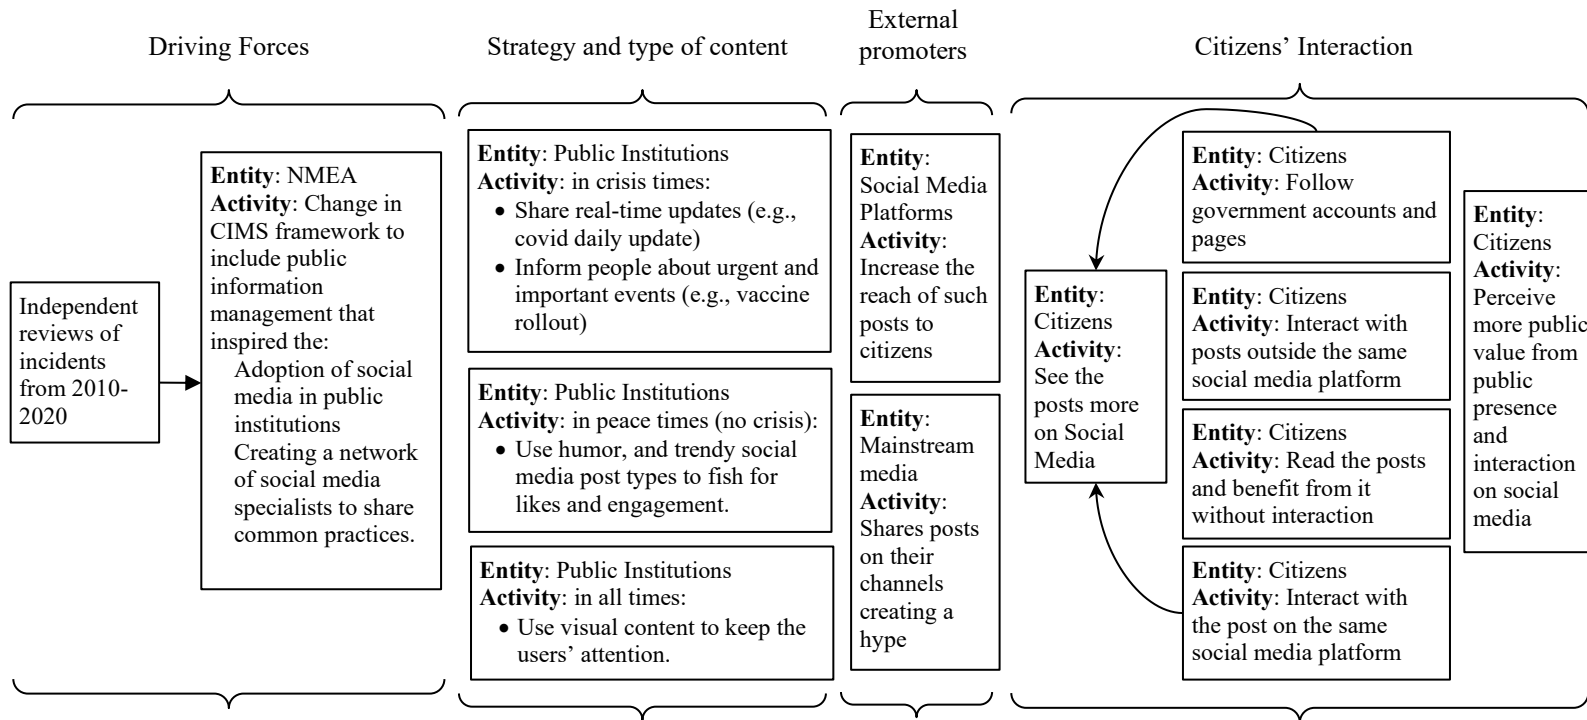 Driving Forces
Strategy and type of content
External
promoters
Citizens’ Interaction
Independent
reviews of
incidents
from 2010-
2020
Entity: NMEA
Activity: Change in
CIMS framework to
include public
information
management that
inspired the:
Adoption of social
media in public
institutions
Creating a network
of social media
specialists to share
common practices.
Entity: Public Institutions
Activity: in crisis times:
• Share real-time updates (e.g.,
covid daily update)
• Inform people about urgent and
important events (e.g., vaccine
rollout)
Entity: Public Institutions
Activity: in peace times (no crisis):
• Use humor, and trendy social
media post types to fish for
likes and engagement.
Entity: Public Institutions
Activity: in all times:
• Use visual content to keep the
users’ attention.
Entity:
Social Media
Platforms
Activity:
Increase the
reach of such
posts to
citizens
Entity:
Mainstream
media
Activity:
Shares posts
on their
channels
creating a
hype
Entity:
Citizens
Activity:
See the
posts more
on Social
Media
Entity: Citizens
Activity: Follow
government accounts and
pages
Entity: Citizens
Activity: Interact with
posts outside the same
social media platform
Entity: Citizens
Activity: Read the posts
and benefit from it
without interaction
Entity: Citizens
Activity: Interact with
the post on the same
social media platform
Entity:
Citizens
Activity:
Perceive
more public
value from
public
presence
and
interaction
on social
media